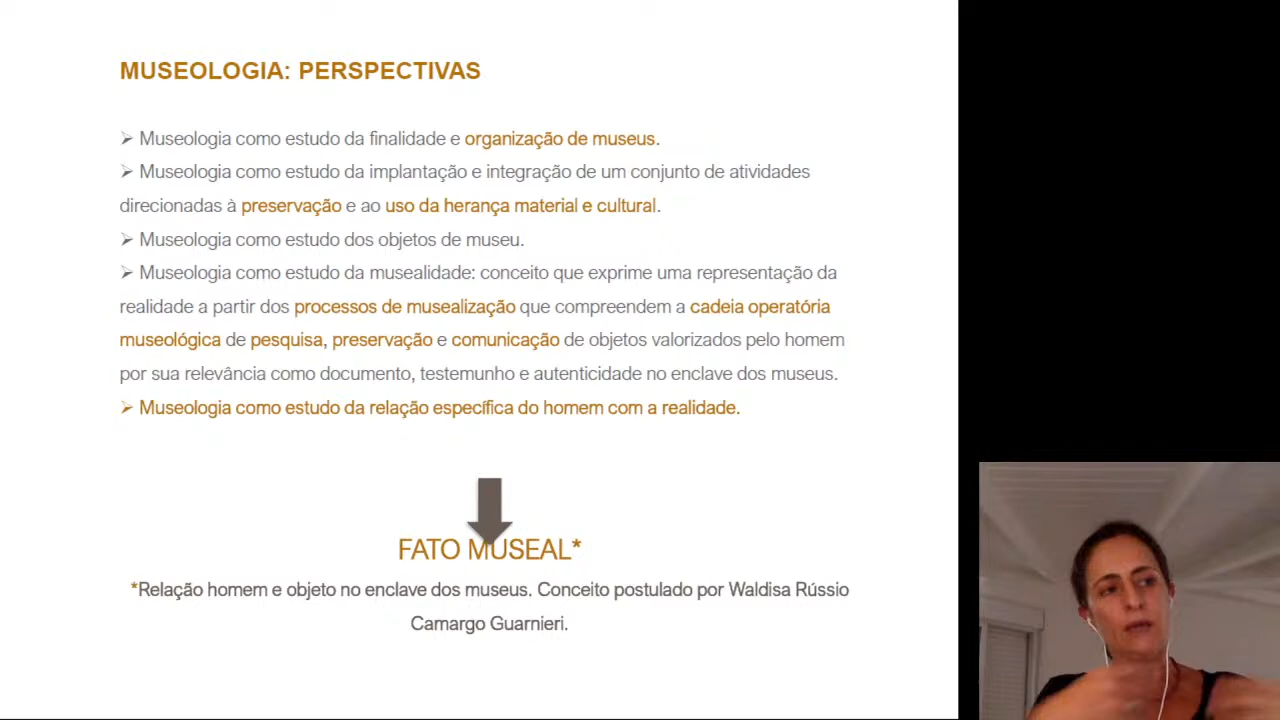 MUSEOLOGIA: PERSPECTIVAS
➢ Museologia como estudo da finalidade e organização de museus.
➢ Museologia como estudo da implantação e integração de um conjunto de atividades
direcionadas à preservação e ao uso da herança material e cultural.
➢ Museologia como estudo dos objetos de museu.
➢ Museologia como estudo da musealidade: conceito que exprime uma representação da
realidade a partir dos processos de musealização que compreendem a cadeia operatória
museológica de pesquisa, preservação e comunicação de objetos valorizados pelo homem
por sua relevância como documento, testemunho e autenticidade no enclave dos museus.
➢ Museologia como estudo da relação específica do homem com a realidade.
FATO MUSEAL*
*Relação homem e objeto no enclave dos museus. Conceito postulado por Waldisa Rússio
Camargo Guarnieri.